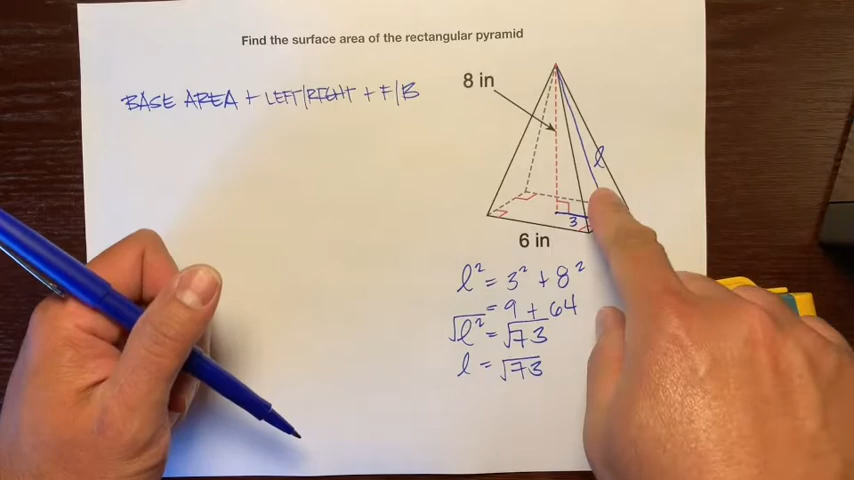 Find the surface area of the rectangular pyramid
BASE AREA + LEFT/RIGHT + F/B
8 in
l
3
6 in
l² = 3² + 8²
= 9 + 64
√l² = √73
l = √73